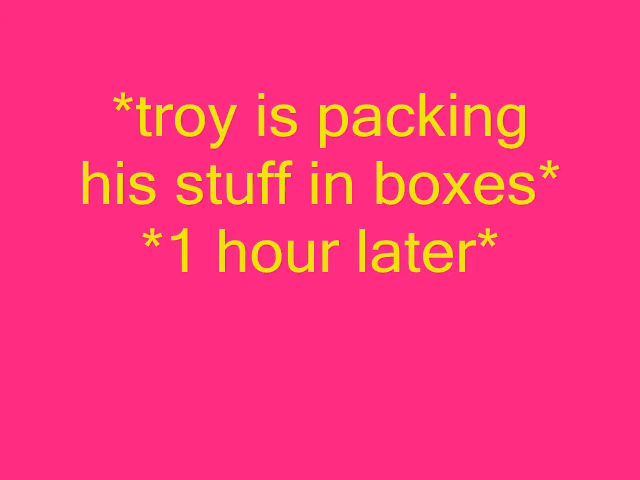 *troy is packing
his stuff in boxes*
*1 hour later*